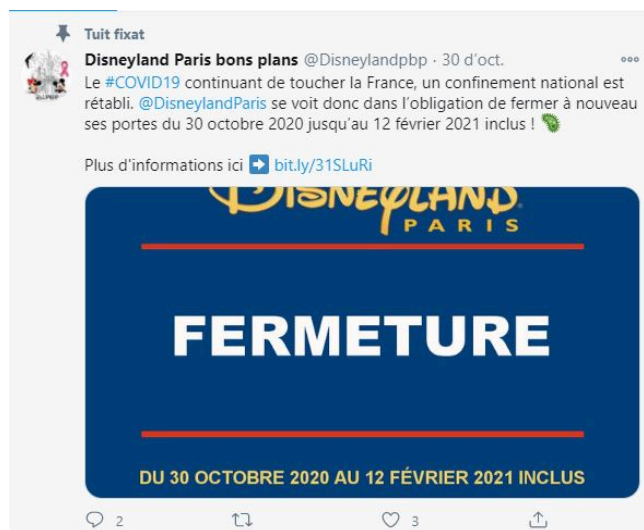 Tuit fixat
Disneyland Paris bons plans @Disneylandpbp · 30 d'oct.
Le #COVID19 continuant de toucher la France, un confinement national est
rétabli. @DisneylandParis se voit donc dans l'obligation de fermer à nouveau
ses portes du 30 octobre 2020 jusqu'au 12 février 2021 inclus !
Plus d'informations ici ➡ bit.ly/31SLuRi
DISNEYLAND
PARIS
FERMETURE
DU 30 OCTOBRE 2020 AU 12 FÉVRIER 2021 INCLUS
2 3